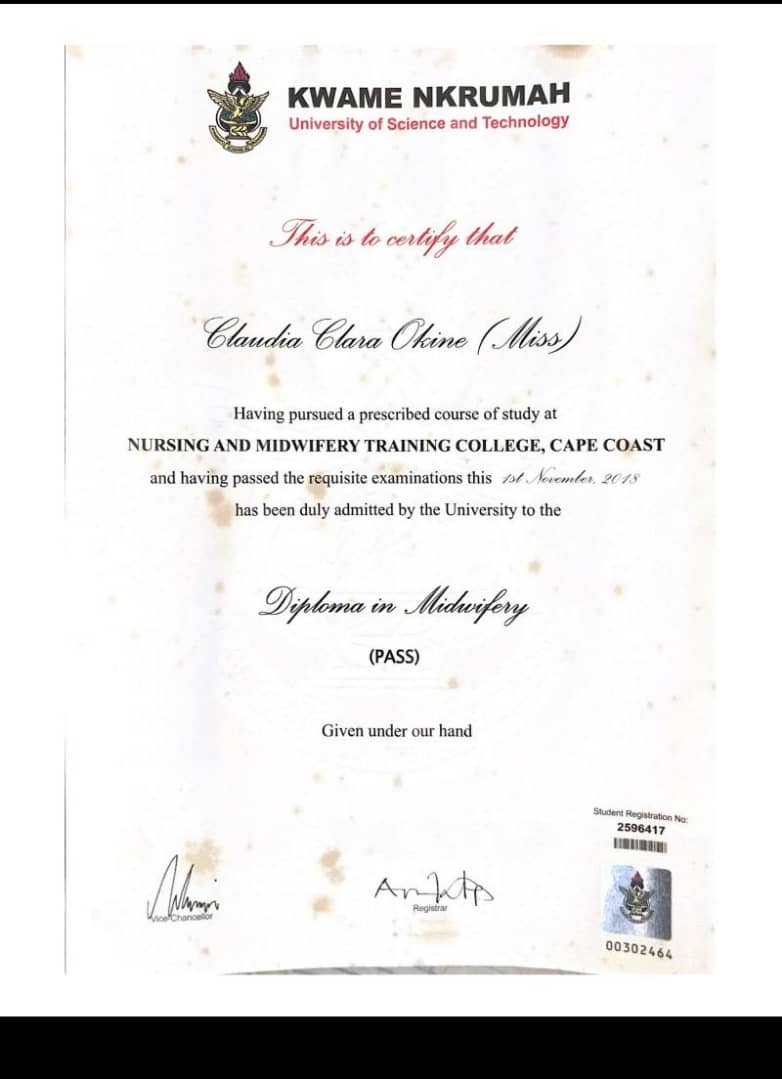 KWAME NKRUMAH
University of Science and Technology
This is to certify that
Claudia Clara Okine (Miss)
Having pursued a prescribed course of study at
NURSING AND MIDWIFERY TRAINING COLLEGE, CAPE COAST
and having passed the requisite examinations this 1st November, 2018
has been duly admitted by the University to the
Diploma in Midwifery
(PASS)
Given under our hand
Student Registration No:
2596417
Vice-Chancellor
Registrar
00302464